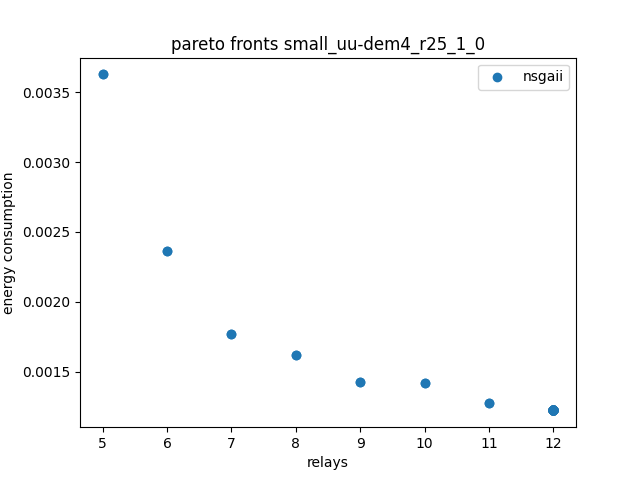 pareto fronts small_uu-dem4_r25_1_0
nsgaii
energy consumption
0.0035
0.0030
0.0025
0.0020
0.0015
5 6 7 8 9 10 11 12
relays